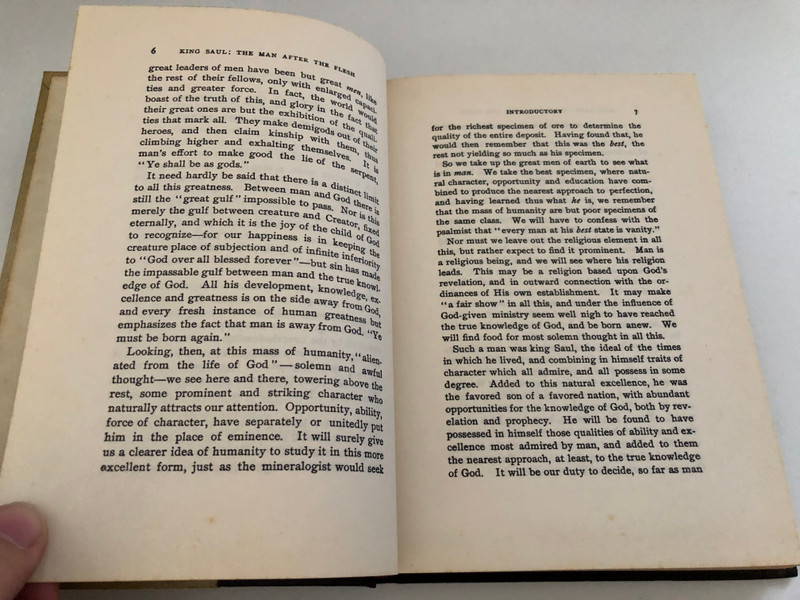 6 KING SAUL: THE MAN AFTER THE FLESH
great leaders of men have been but great men, like
the rest of their fellows, only with enlarged capaci-
ties and greater force. In fact, the world would
boast of the truth of this, and glory in the fact that
their great ones are but the exhibition of the quali-
ties that mark all. They make demigods out of their
heroes, and then claim kinship with them, thus
climbing higher and exhalting themselves. It is
man's effort to make good the lie of the serpent,
"Ye shall be as gods."
It need hardly be said that there is a distinct limit
to all this greatness. Between man and God there is
still the "great gulf" impossible to pass. Nor is this
merely the gulf between creature and Creator, fixed
eternally, and which it is the joy of the child of God
to recognize—for our happiness is in keeping the
creature place of subjection and of infinite inferiority
to "God over all blessed forever"—but sin has made
the impassable gulf between man and the true knowl-
edge of God. All his development, knowledge, ex-
cellence and greatness is on the side away from God,
and every fresh instance of human greatness but
emphasizes the fact that man is away from God. "Ye
must be born again."
Looking, then, at this mass of humanity, "alien-
ated from the life of God"—solemn and awful
thought—we see here and there, towering above the
rest, some prominent and striking character who
naturally attracts our attention. Opportunity, ability,
force of character, have separately or unitedly put
him in the place of eminence. It will surely give
us a clearer idea of humanity to study it in this more
excellent form, just as the mineralogist would seek
INTRODUCTORY 7
for the richest specimen of ore to determine the
quality of the entire deposit. Having found that, he
would then remember that this was the best, the
rest not yielding so much as his specimen.
So we take up the great men of earth to see what
is in man. We take the best specimen, where natu-
ral character, opportunity and education have com-
bined to produce the nearest approach to perfection,
and having learned thus what he is, we remember
that the mass of humanity are but poor specimens of
the same class. We will have to confess with the
psalmist that "every man at his best state is vanity."
Nor must we leave out the religious element in all
this, but rather expect to find it prominent. Man is
a religious being, and we will see where his religion
leads. This may be a religion based upon God's
revelation, and in outward connection with the or-
dinances of His own establishment. It may make
"a fair show" in all this, and under the influence of
God-given ministry seem well nigh to have reached
the true knowledge of God, and be born anew. We
will find food for most solemn thought in all this.
Such a man was king Saul, the ideal of the times
in which he lived, and combining in himself traits of
character which all admire, and all possess in some
degree. Added to this natural excellence, he was
the favored son of a favored nation, with abundant
opportunities for the knowledge of God, both by rev-
elation and prophecy. He will be found to have
possessed in himself those qualities of ability and ex-
cellence most admired by man, and added to them
the nearest approach, at least, to the true knowledge
of God. It will be our duty to decide, so far as man